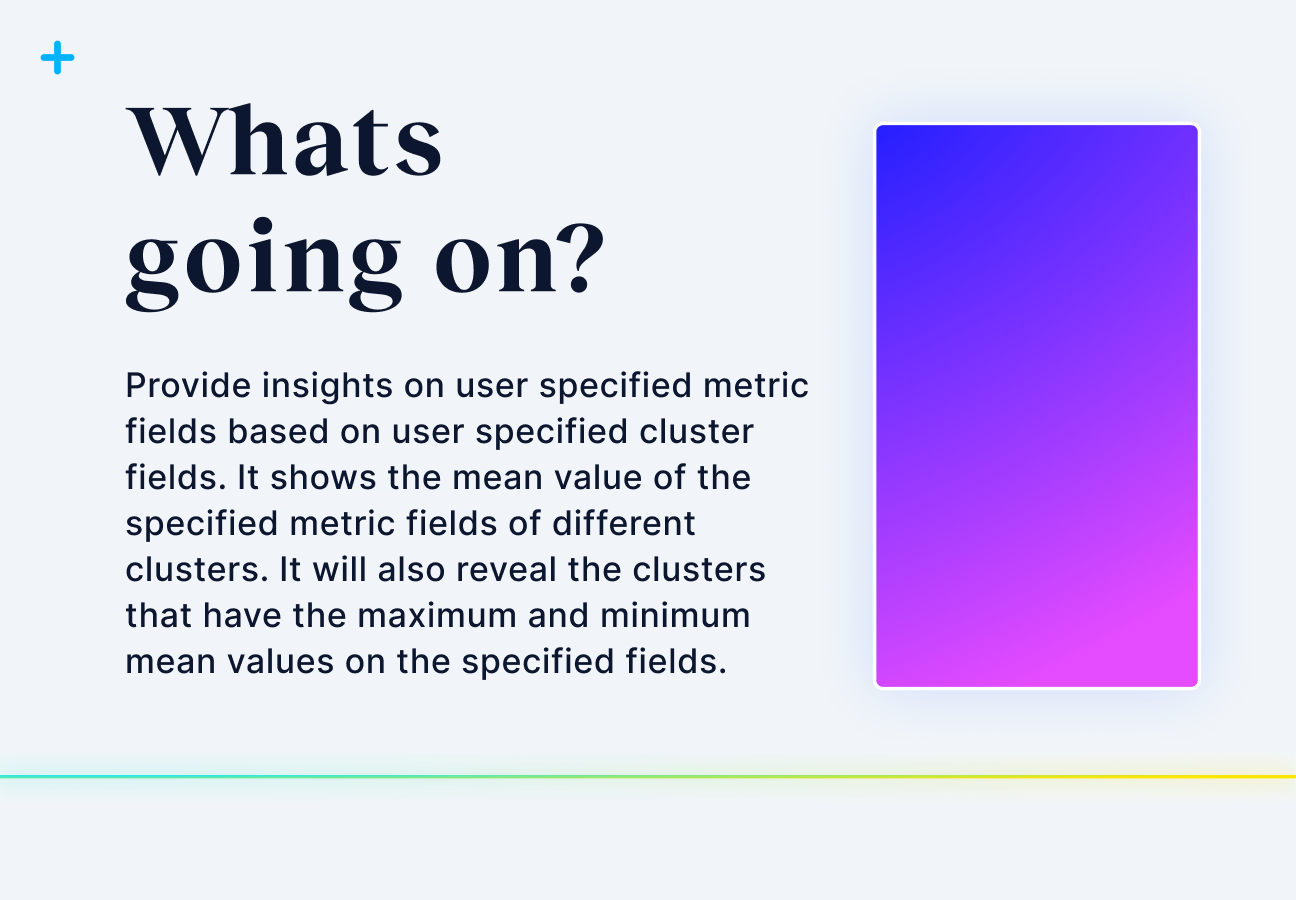 Whats
going on?
Provide insights on user specified metric
fields based on user specified cluster
fields. It shows the mean value of the
specified metric fields of different
clusters. It will also reveal the clusters
that have the maximum and minimum
mean values on the specified fields.